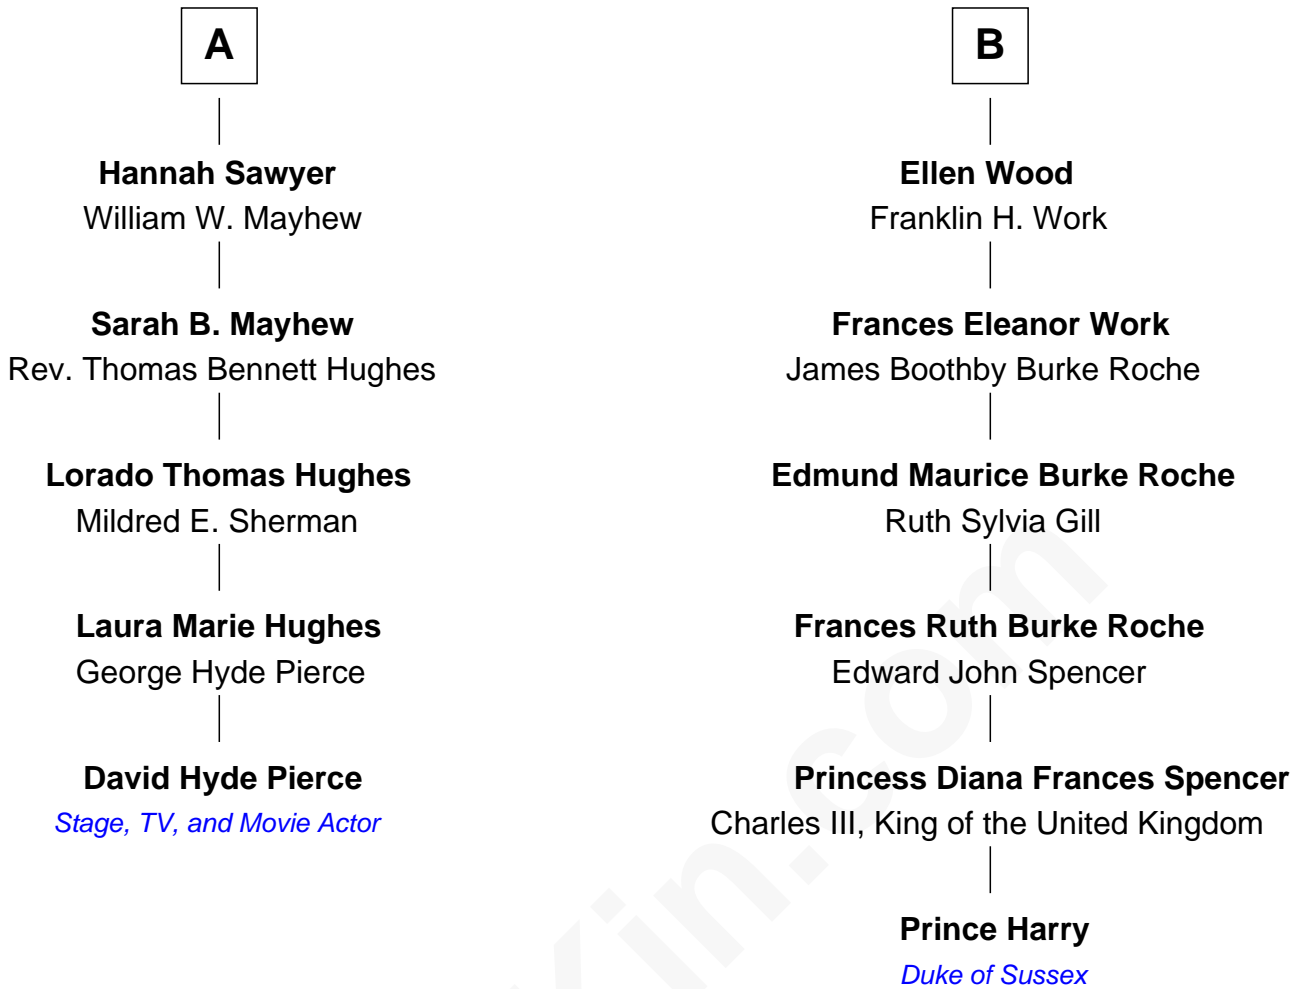 A
Hannah Sawyer
William W. Mayhew
Sarah B. Mayhew
Rev. Thomas Bennett Hughes
Lorado Thomas Hughes
Mildred E. Sherman
Laura Marie Hughes
George Hyde Pierce
David Hyde Pierce
Stage, TV, and Movie Actor
B
Ellen Wood
Franklin H. Work
Frances Eleanor Work
James Boothby Burke Roche
Edmund Maurice Burke Roche
Ruth Sylvia Gill
Frances Ruth Burke Roche
Edward John Spencer
Princess Diana Frances Spencer
Charles III, King of the United Kingdom
Prince Harry
Duke of Sussex
Kin.com